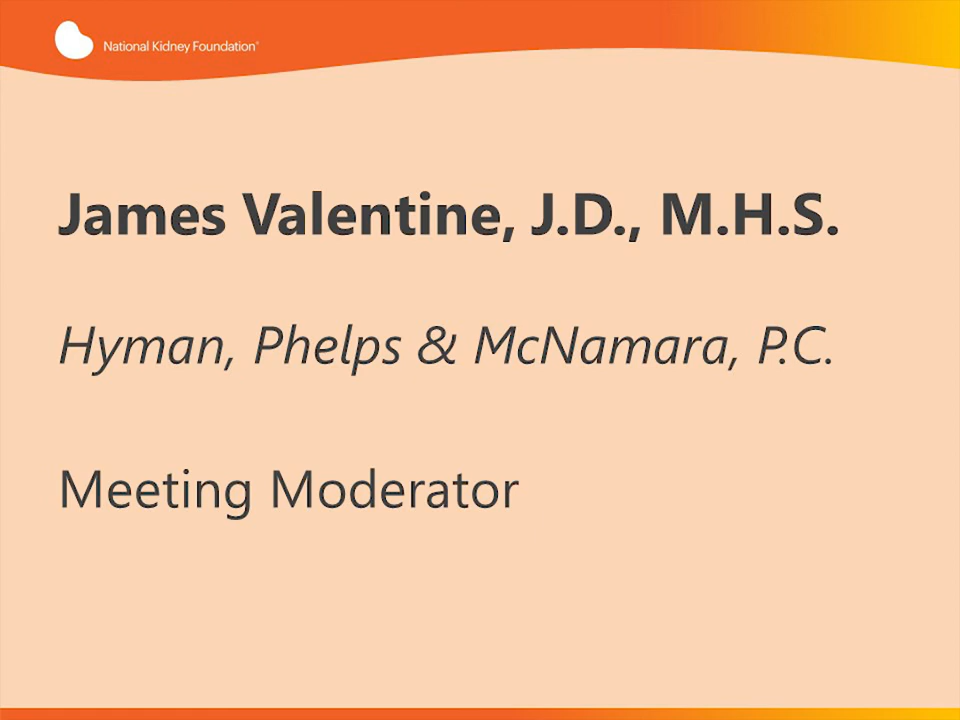 National Kidney Foundation®
James Valentine, J.D., M.H.S.
Hyman, Phelps & McNamara, P.C.
Meeting Moderator